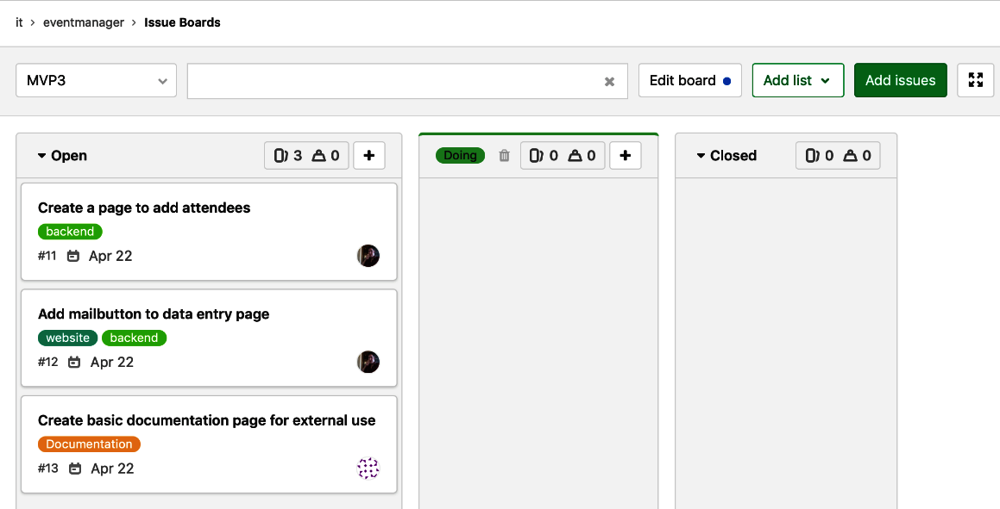 it › eventmanager › Issue Boards
MVP3
Edit board
Add list
Add issues
Open
3
0
Doing
0
0
Closed
0
0
Create a page to add attendees
backend
#11
Apr 22
Add mailbutton to data entry page
website
backend
#12
Apr 22
Create basic documentation page for external use
Documentation
#13
Apr 22